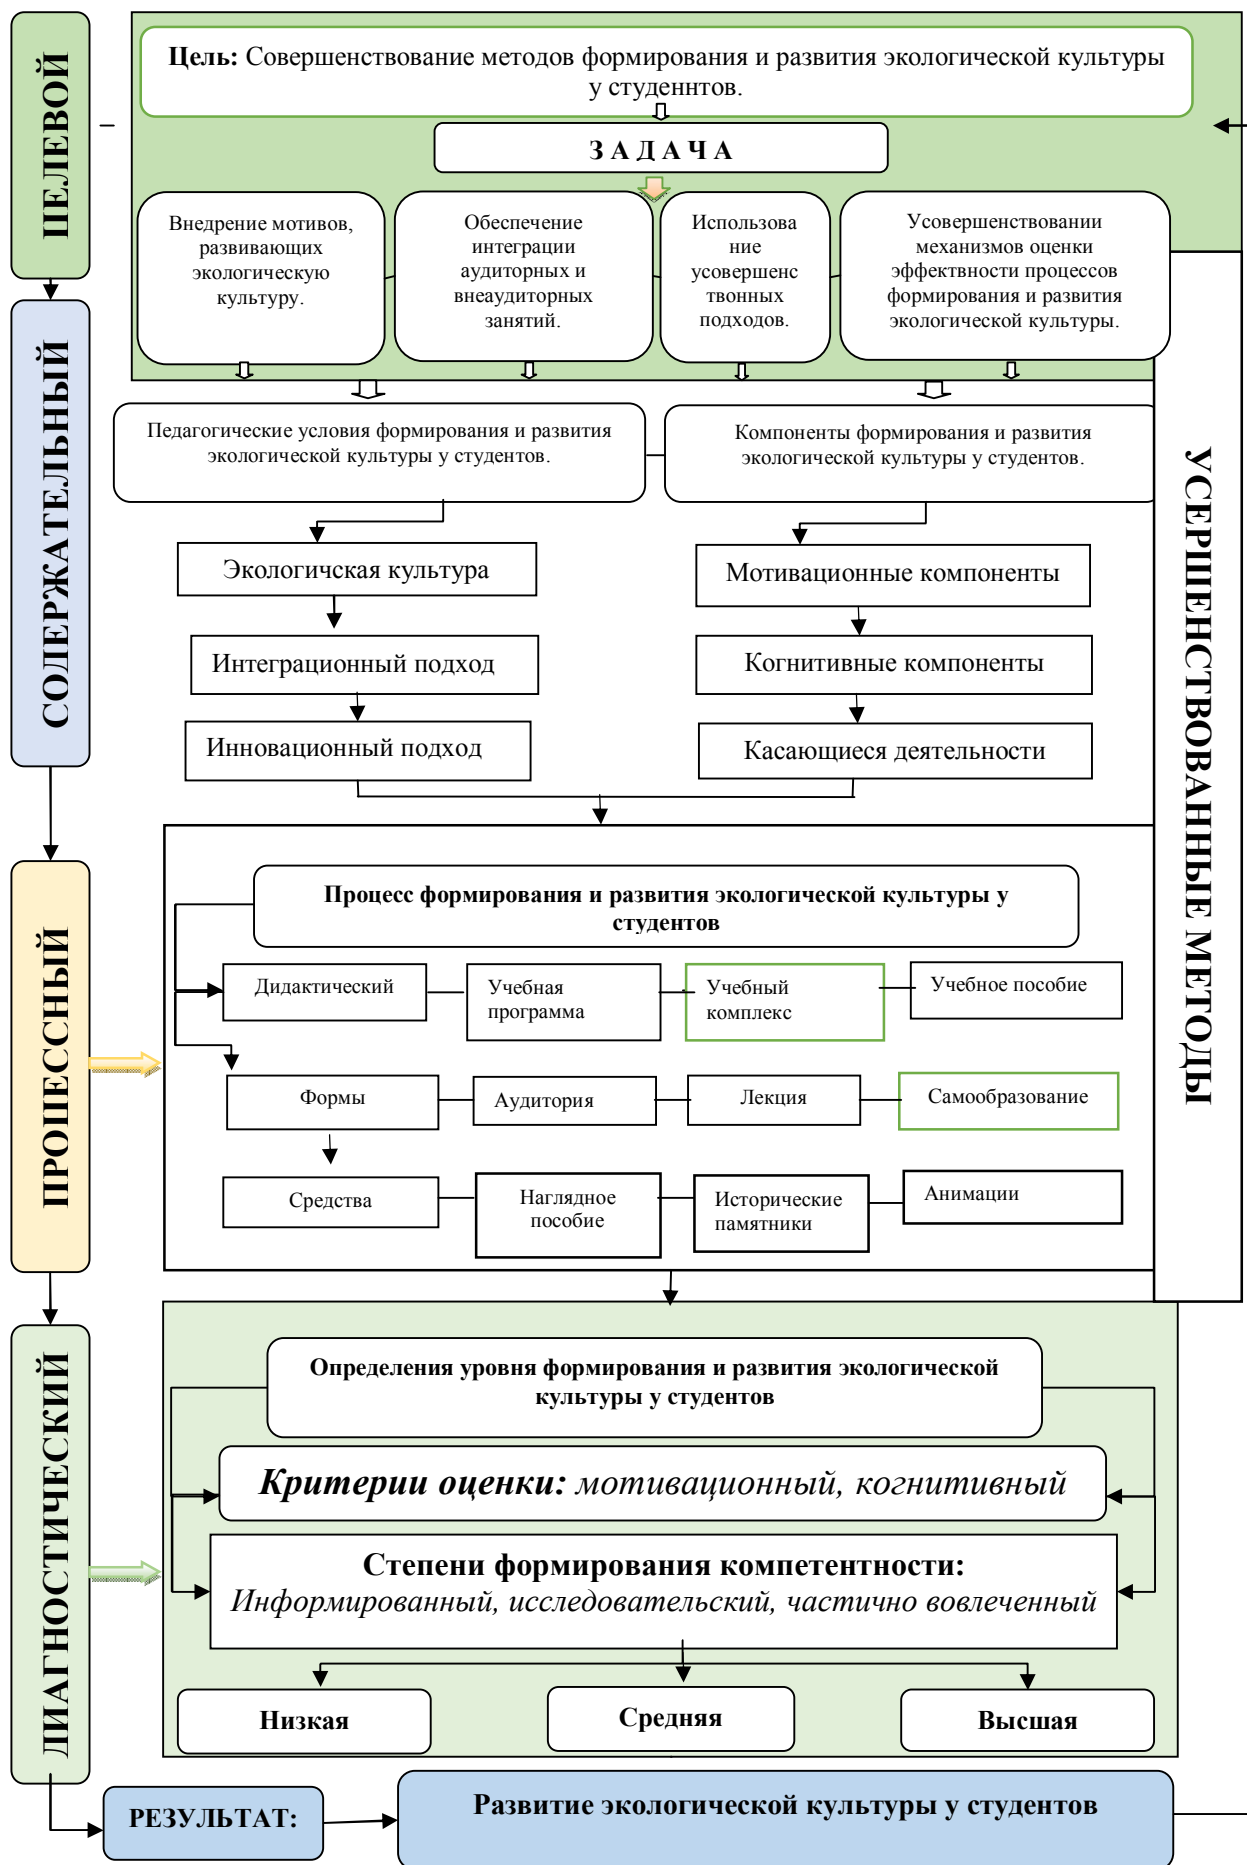 ЦЕЛЕВОЙ
Цель: Совершенствование методов формирования и развития экологической культуры
у студеннтов.
З А Д А Ч А
Внедрение мотивов,
развивающих
экологическую
культуру.
Обеспечение
интеграции
аудиторных и
внеаудиторных
занятий.
Использова
ние
усовершенс
твонных
подходов.
Усовершенствовании
механизмов оценки
эффектвности процессов
формирования и развития
экологической культуры.
СОДЕРЖАТЕЛЬНЫЙ
Педагогические условия формирования и развития
экологической культуры у студентов.
Компоненты формирования и развития
экологической культуры у студентов.
Экологичская культура
Мотивационные компоненты
Интеграционный подход
Когнитивные компоненты
Инновационный подход
Касающиеся деятельности
УСЕРШЕНСТВОВАННЫЕ МЕТОДЫ
ПРОЦЕССНЫЙ
Процесс формирования и развития экологической культуры у
студентов
Дидактический
Учебная
программа
Учебный
комплекс
Учебное пособие
Формы
Аудитория
Лекция
Самообразование
Средства
Наглядное
пособие
Исторические
памятники
Анимации
ДИАГНОСТИЧЕСКИЙ
Определения уровня формирования и развития экологической
культуры у студентов
Критерии оценки: мотивационный, когнитивный
Степени формирования компетентности:
Информированный, исследовательский, частично вовлеченный
Низкая
Средняя
Высшая
РЕЗУЛЬТАТ:
Развитие экологической культуры у студентов